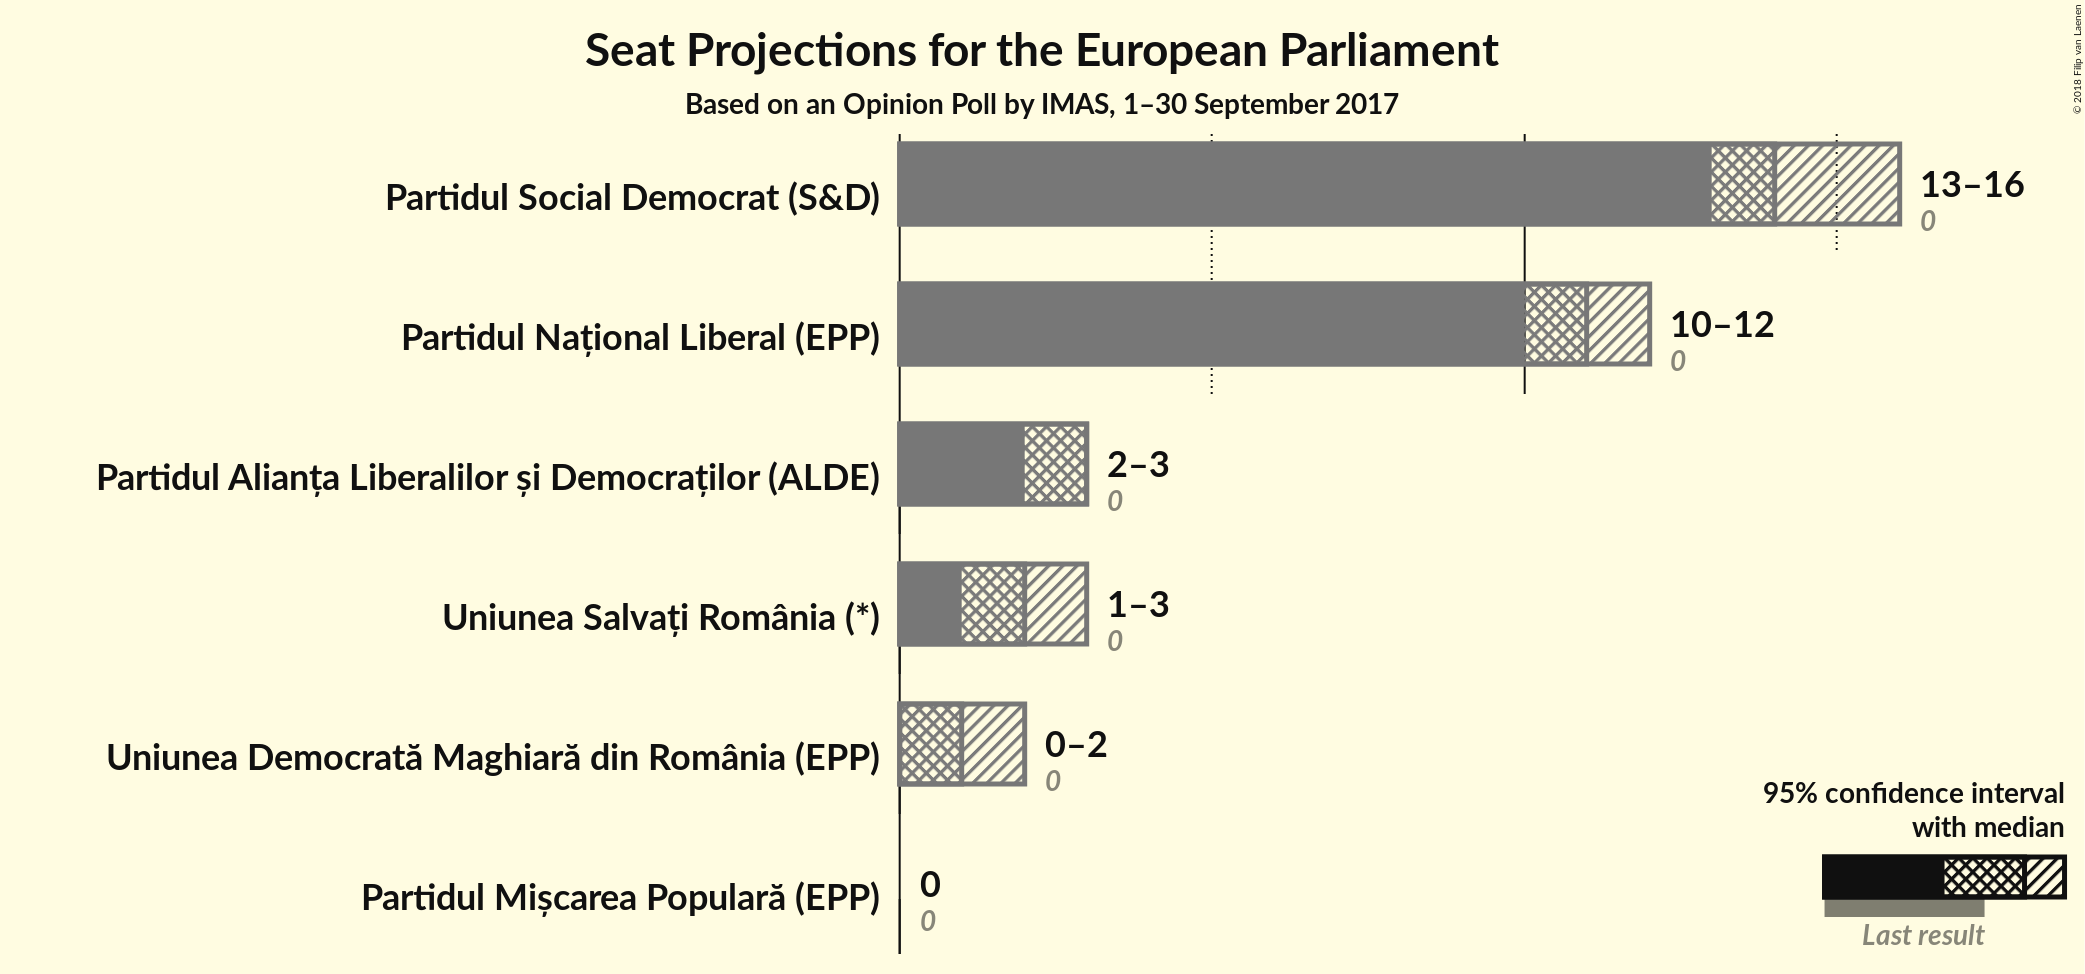 Seat Projections for the European Parliament
Based on an Opinion Poll by IMAS, 1–30 September 2017
© 2018 Filip van Laenen
Partidul Social Democrat (S&D)
13–16
0
Partidul Național Liberal (EPP)
10–12
0
Partidul Alianța Liberalilor și Democraților (ALDE)
2–3
0
Uniunea Salvați România (*)
1–3
0
Uniunea Democrată Maghiară din România (EPP)
0–2
0
Partidul Mișcarea Populară (EPP)
0
0
95% confidence interval
with median
Last result